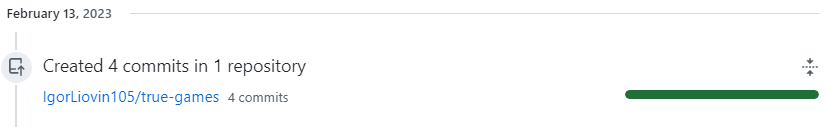 February 13, 2023
Created 4 commits in 1 repository
IgorLiovin105/true-games 4 commits